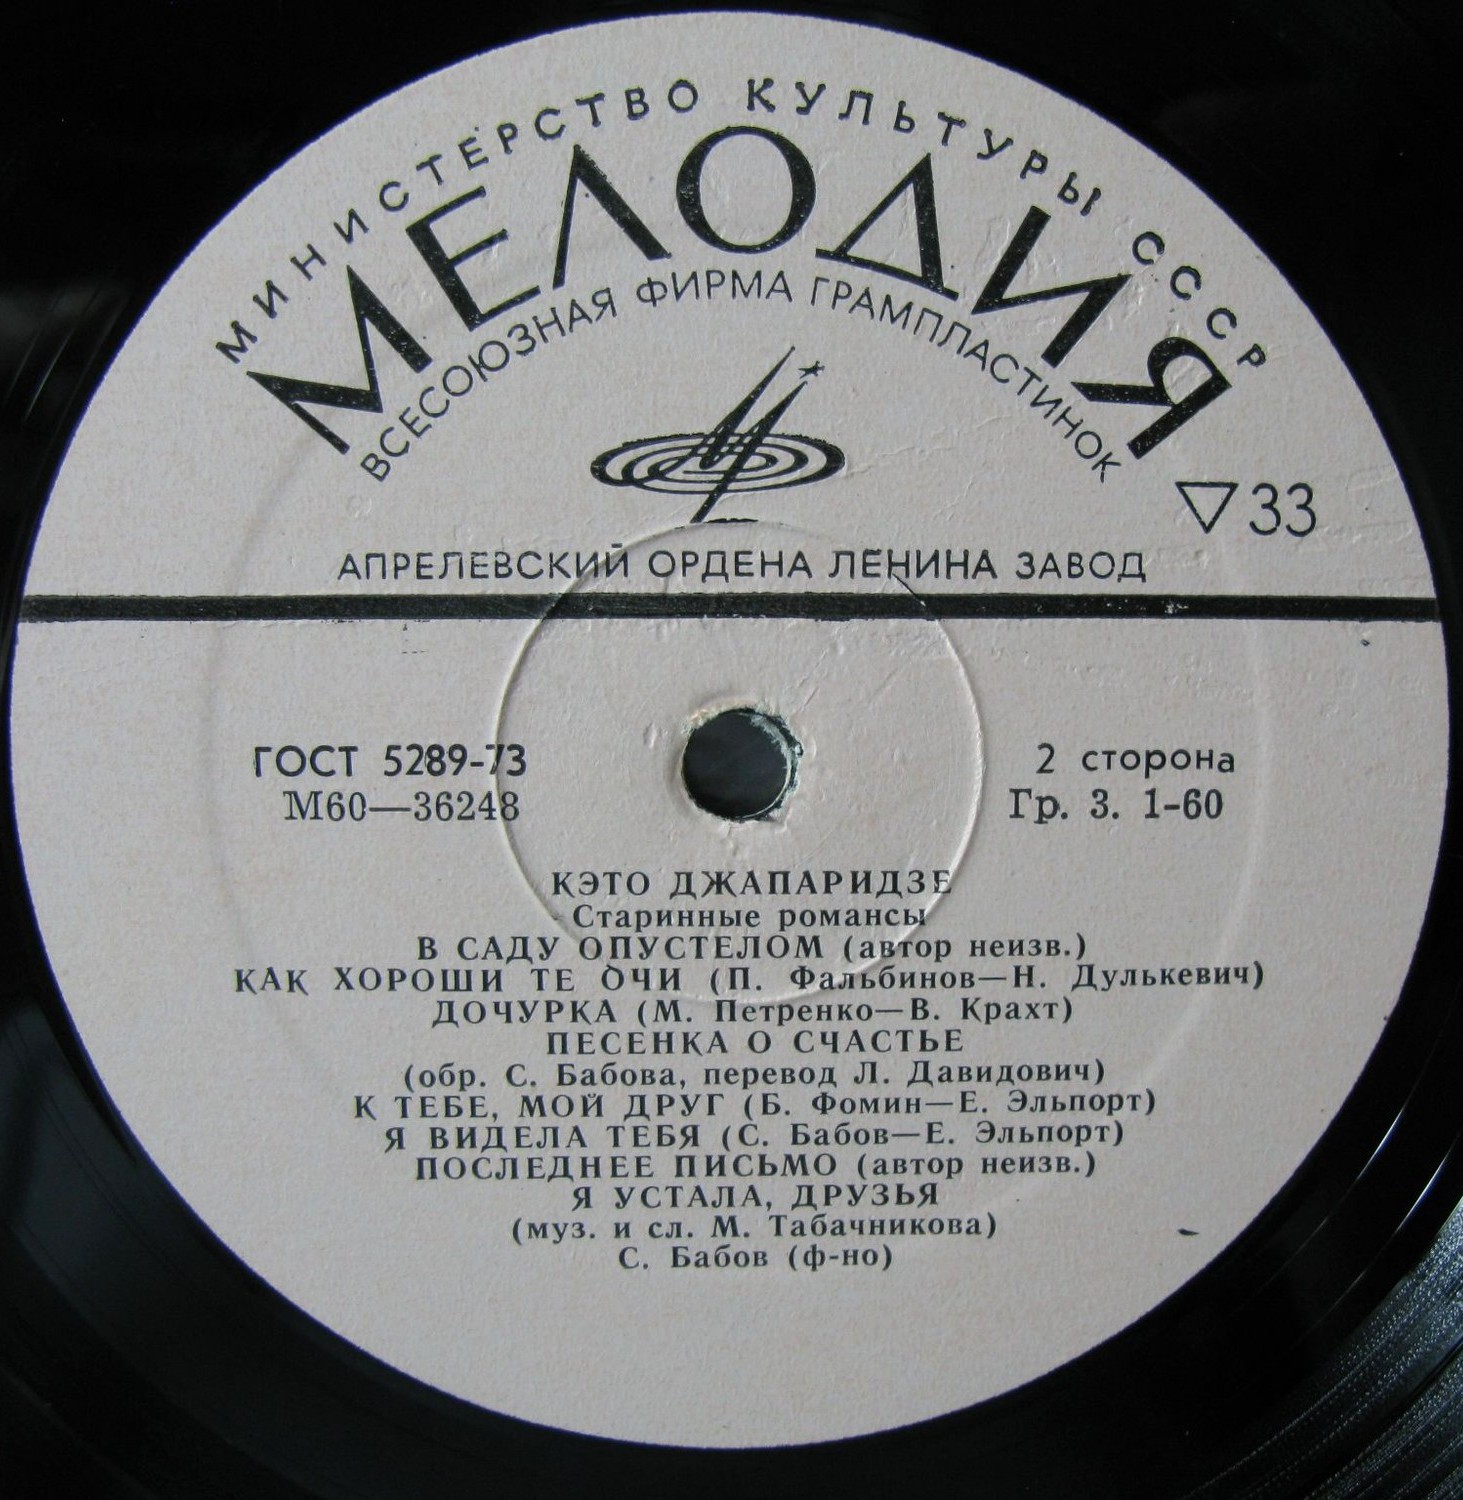 МИНИСТЕРСТВО КУЛЬТУРЫ СССР
МЕЛОДИЯ
ВСЕСОЮЗНАЯ ФИРМА ГРАМПЛАСТИНОК
33
АПРЕЛЕВСКИЙ ОРДЕНА ЛЕНИНА ЗАВОД
ГОСТ 5289-73
М60—36248
2 сторона
Гр. 3. 1-60
КЭТО ДЖАПАРИДЗЕ
Старинные романсы
В САДУ ОПУСТЕЛОМ (автор неизв.)
КАК ХОРОШИ ТЕ ОЧИ (П. Фальбинов—Н. Дулькевич)
ДОЧУРКА (М. Петренко—В. Крахт)
ПЕСЕНКА О СЧАСТЬЕ
(обр. С. Бабова, перевод Л. Давидович)
К ТЕБЕ, МОЙ ДРУГ (Б. Фомин—Е. Эльпорт)
Я ВИДЕЛА ТЕБЯ (С. Бабов—Е. Эльпорт)
ПОСЛЕДНЕЕ ПИСЬМО (автор неизв.)
Я УСТАЛА, ДРУЗЬЯ
(муз. и сл. М. Табачникова)
С. Бабов (ф-но)